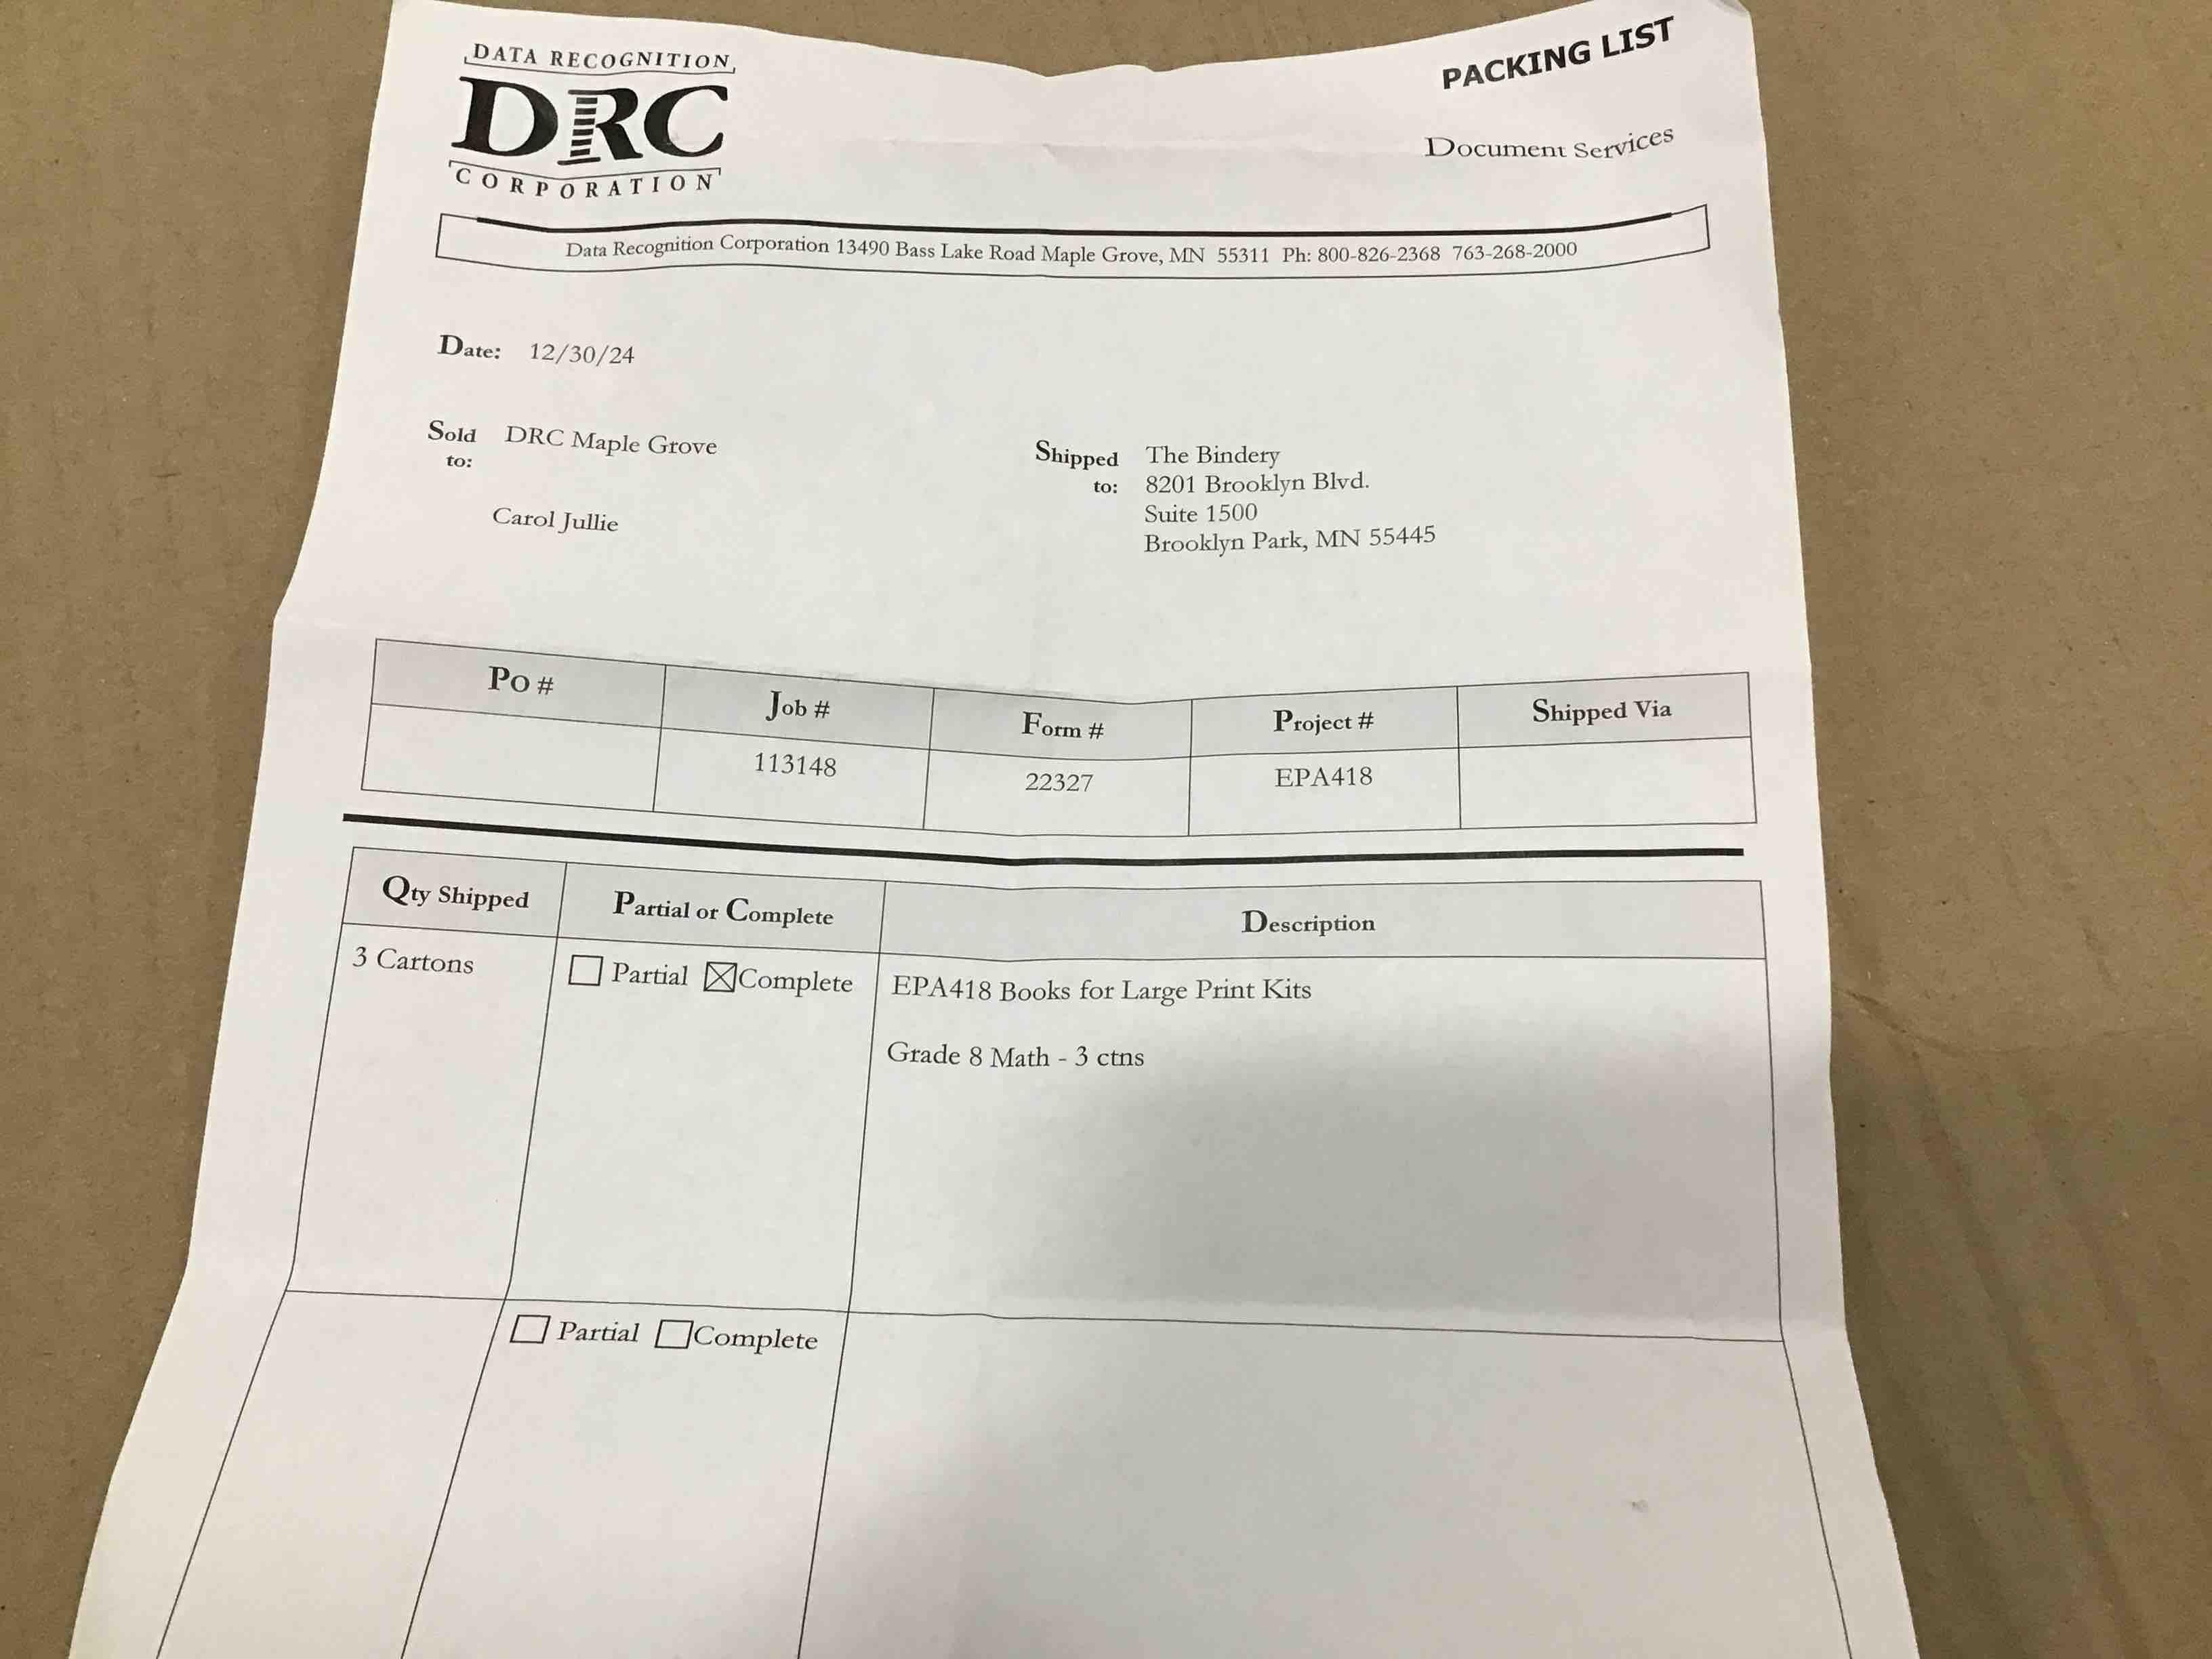 DATA RECOGNITION
DRC
CORPORATION
PACKING LIST
Document Services
Data Recognition Corporation 13490 Bass Lake Road Maple Grove, MN 55311 Ph: 800-826-2368 763-268-2000
Date: 12/30/24
Sold to: DRC Maple Grove
Carol Jullie
Shipped to: The Bindery
8201 Brooklyn Blvd.
Suite 1500
Brooklyn Park, MN 55445
Po # Job # Form # Project # Shipped Via
113148 22327 EPA418
Qty Shipped Partial or Complete Description
3 Cartons ☐ Partial ☒ Complete EPA418 Books for Large Print Kits
Grade 8 Math - 3 ctns
☐ Partial ☐ Complete